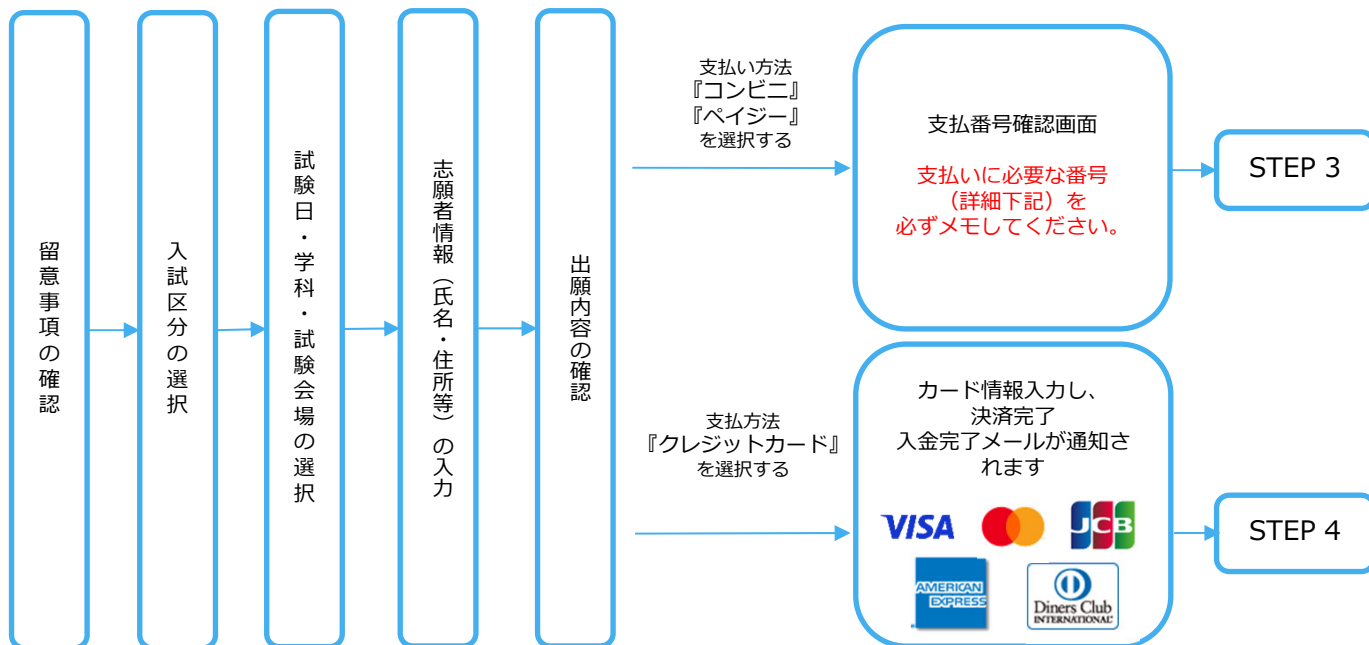 留意事項の確認
入試区分の選択
試験日・学科・試験会場の選択
志願者情報（氏名・住所等）の入力
出願内容の確認
支払い方法
『コンビニ』
『ペイジー』
を選択する
支払番号確認画面
支払いに必要な番号
（詳細下記）を
必ずメモしてください。
STEP 3
支払方法
『クレジットカード』
を選択する
カード情報入力し、
決済完了
入金完了メールが通知さ
れます
VISA
JCB
AMERICAN
EXPRESS
Diners Club
INTERNATIONAL
STEP 4